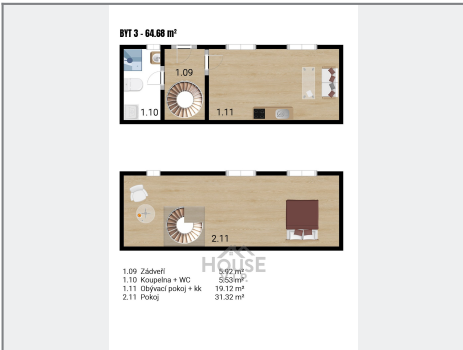 BYT 3 - 64.68 m²
1.09
1.10
1.11
2.11
HOUSE
1.09 Zádveří 5.92 m²
1.10 Koupelna + WC 5.53 m²
1.11 Obývací pokoj + kk 19.12 m²
2.11 Pokoj 31.32 m²